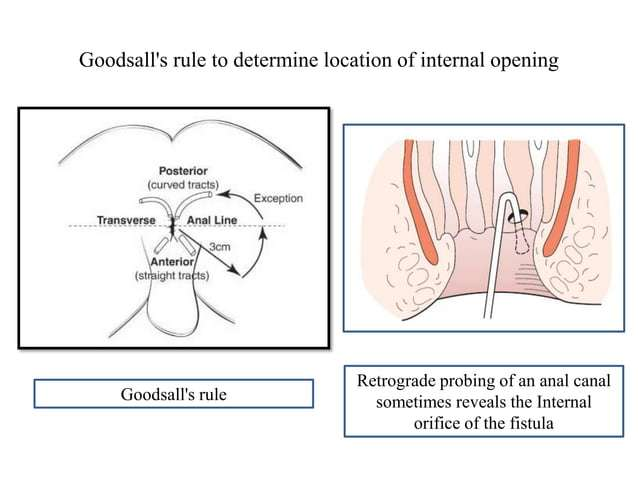 Goodsall's rule to determine location of internal opening
Posterior
(curved tracts)
Exception
Transverse Anal Line
3cm
Anterior
(straight tracts)
Goodsall's rule
Retrograde probing of an anal canal
sometimes reveals the Internal
orifice of the fistula